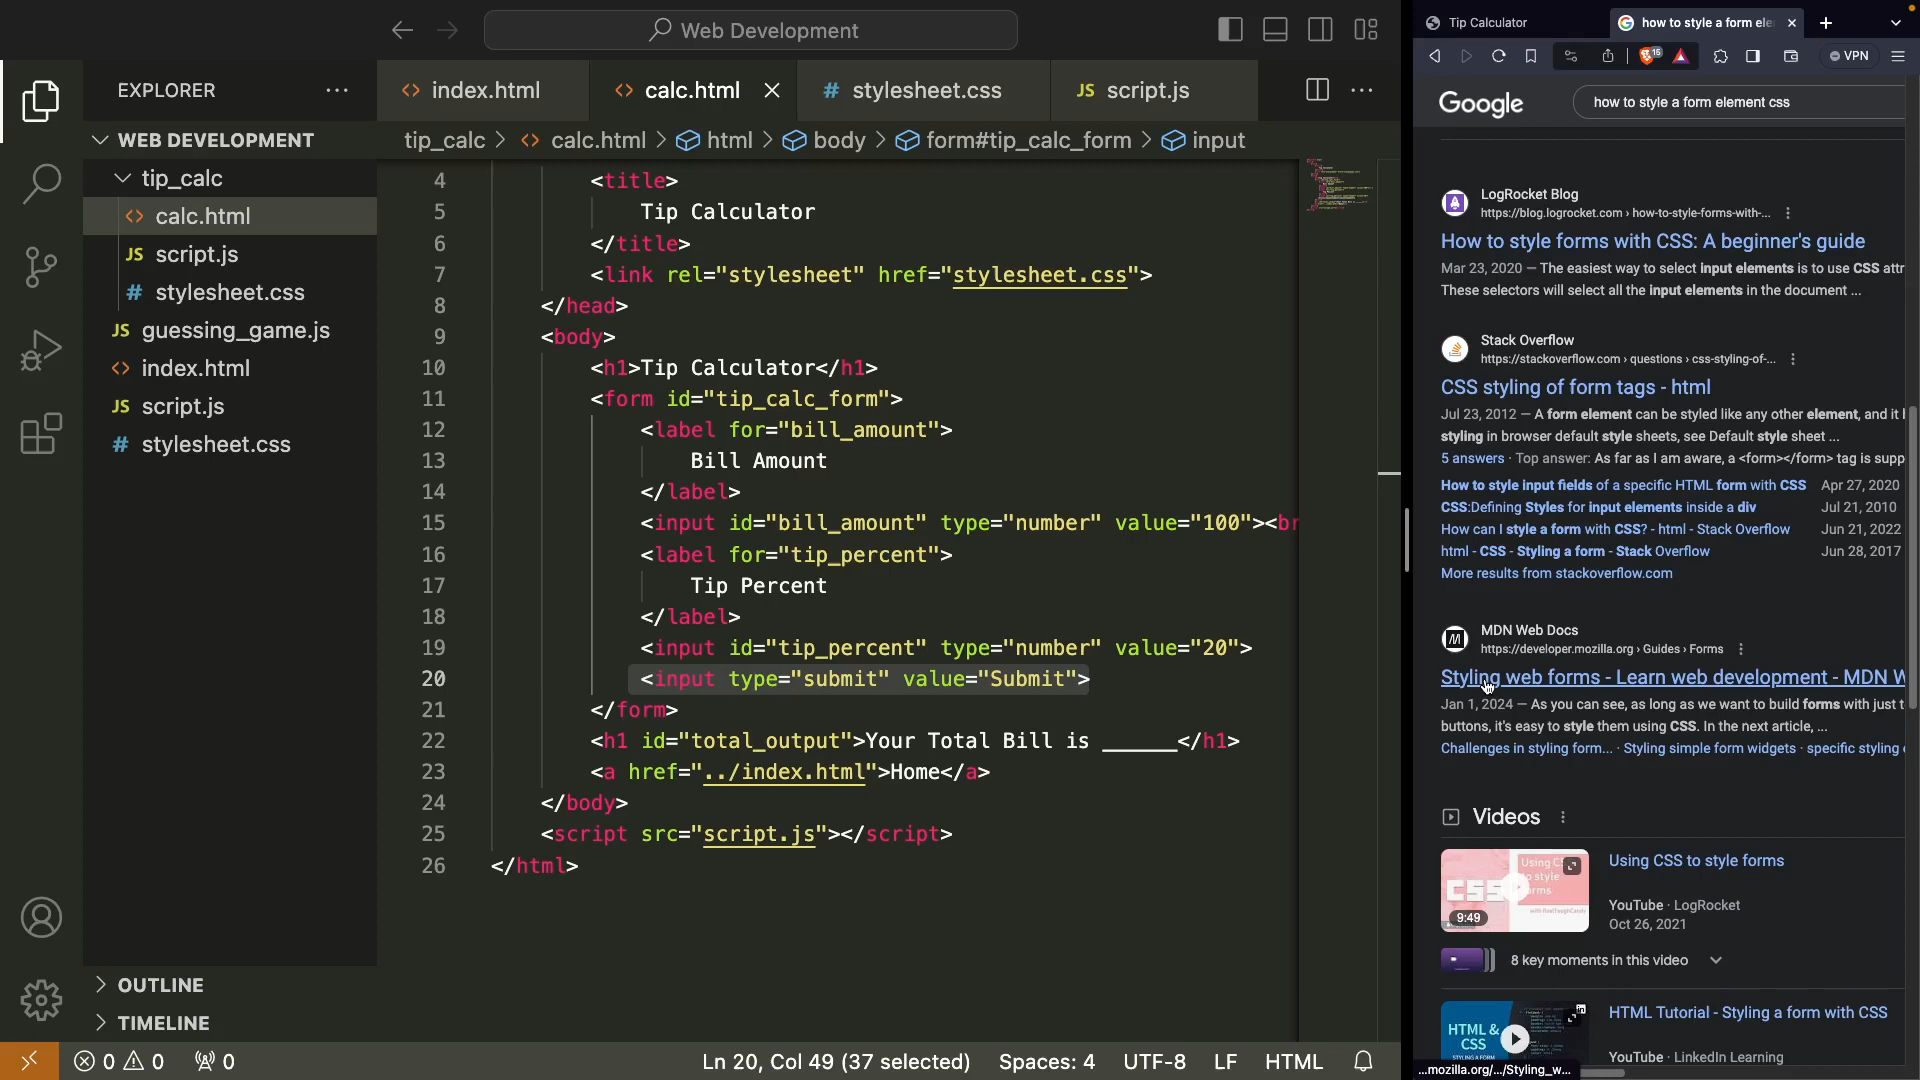 Web Development
EXPLORER
WEB DEVELOPMENT
tip_calc
calc.html
script.js
stylesheet.css
guessing_game.js
index.html
script.js
stylesheet.css
OUTLINE
TIMELINE
index.html
calc.html
stylesheet.css
JS script.js
tip_calc > calc.html > html > body > form#tip_calc_form > input
4 <title>
5 Tip Calculator
6 </title>
7 <link rel="stylesheet" href="stylesheet.css">
8 </head>
9 <body>
10 <h1>Tip Calculator</h1>
11 <form id="tip_calc_form">
12 <label for="bill_amount">
13 Bill Amount
14 </label>
15 <input id="bill_amount" type="number" value="100"><br
16 <label for="tip_percent">
17 Tip Percent
18 </label>
19 <input id="tip_percent" type="number" value="20">
20 <input type="submit" value="Submit">
21 </form>
22 <h1 id="total_output">Your Total Bill is ______</h1>
23 <a href="../index.html">Home</a>
24 </body>
25 <script src="script.js"></script>
26 </html>
0 0 0
Ln 20, Col 49 (37 selected) Spaces: 4 UTF-8 LF HTML
Tip Calculator
how to style a form ele
15
VPN
Google
how to style a form element css
LogRocket Blog
https://blog.logrocket.com › how-to-style-forms-with-...
How to style forms with CSS: A beginner's guide
Mar 23, 2020 — The easiest way to select input elements is to use CSS attr
These selectors will select all the input elements in the document ...
Stack Overflow
https://stackoverflow.com › questions › css-styling-of-...
CSS styling of form tags - html
Jul 23, 2012 — A form element can be styled like any other element, and it
styling in browser default style sheets, see Default style sheet ...
5 answers · Top answer: As far as I am aware, a <form></form> tag is supp
How to style input fields of a specific HTML form with CSS Apr 27, 2020
CSS:Defining Styles for input elements inside a div Jul 21, 2010
How can I style a form with CSS? - html - Stack Overflow Jun 21, 2022
html - CSS - Styling a form - Stack Overflow Jun 28, 2017
More results from stackoverflow.com
MDN Web Docs
https://developer.mozilla.org › Guides › Forms
Styling web forms - Learn web development - MDN W
Jan 1, 2024 — As you can see, as long as we want to build forms with just t
buttons, it's easy to style them using CSS. In the next article, ...
Challenges in styling form... · Styling simple form widgets · specific styling
Videos
Using CSS to style forms
9:49
YouTube · LogRocket
Oct 26, 2021
8 key moments in this video
HTML Tutorial - Styling a form with CSS
HTML &
CSS
YouTube · LinkedIn Learning
...mozilla.org/.../Styling_w...